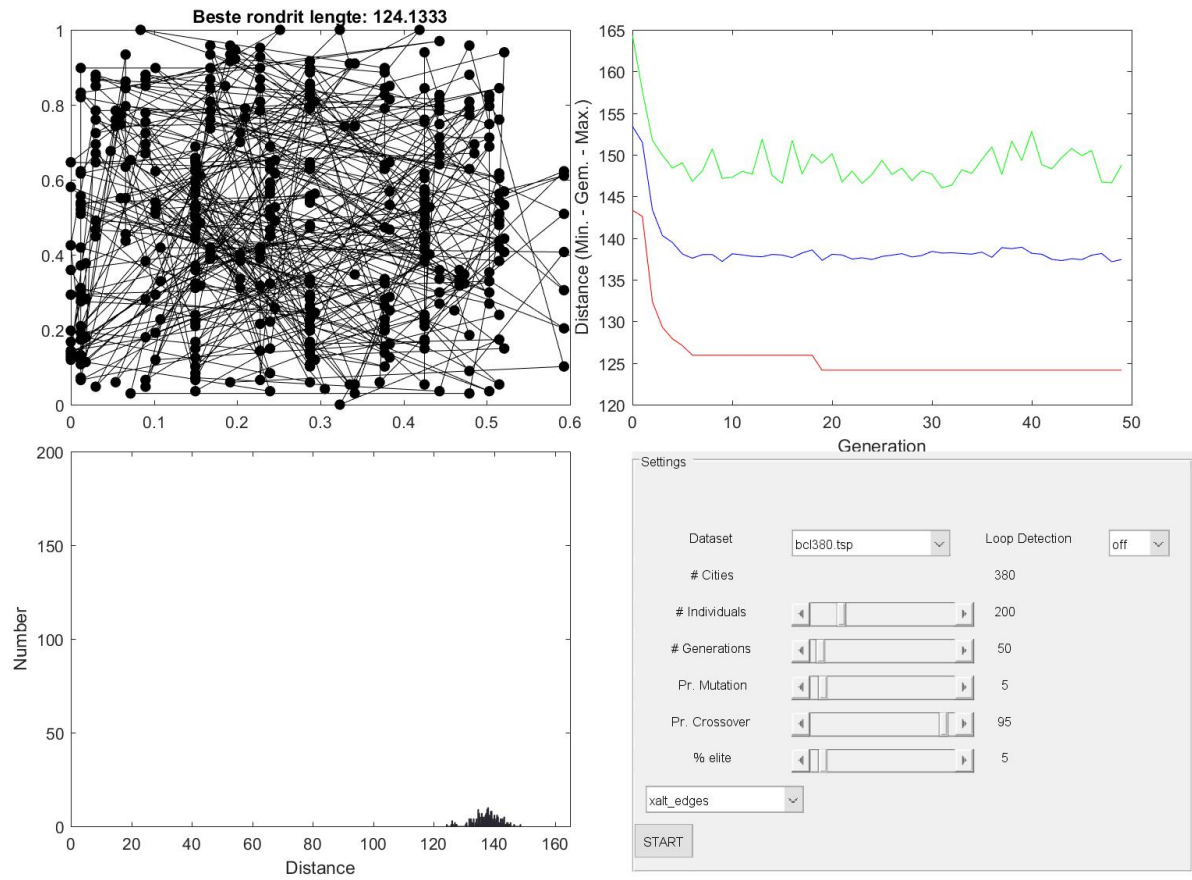 Beste rondrit lengte: 124.1333
1
0.8
0.6
0.4
0.2
0
0 0.1 0.2 0.3 0.4 0.5 0.6
Distance (Min. - Gem. - Max.)
165
160
155
150
145
140
135
130
125
120
0 10 20 30 40 50
Generation
Number
200
150
100
50
0
0 20 40 60 80 100 120 140 160
Distance
Settings
Dataset bcl380.tsp Loop Detection off
# Cities 380
# Individuals 200
# Generations 50
Pr. Mutation 5
Pr. Crossover 95
% elite 5
xalt_edges
START